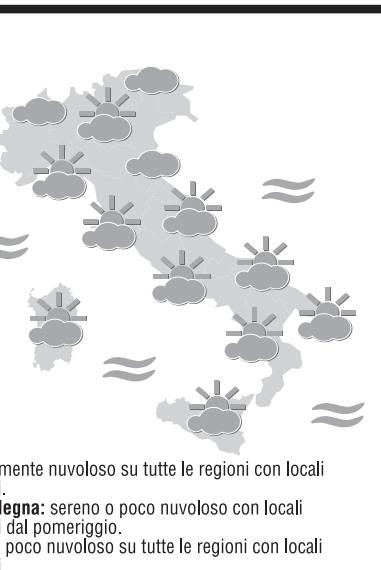 mente nuvoloso su tutte le regioni con locali
i.
legna: sereno o poco nuvoloso con locali
i dal pomeriggio.
poco nuvoloso su tutte le regioni con locali